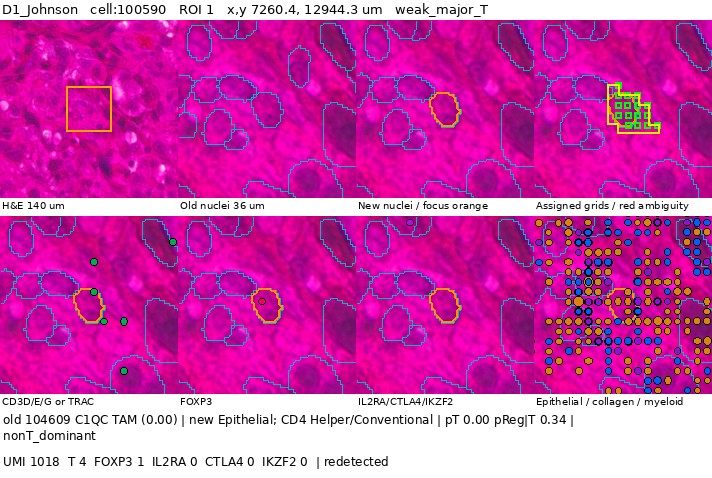 D1_Johnson   cell:100590   ROI 1   x,y 7260.4, 12944.3 um   weak_major_T
H&E 140 um
Old nuclei 36 um
New nuclei / focus orange
Assigned grids / red ambiguity
CD3D/E/G or TRAC
FOXP3
IL2RA/CTLA4/IKZF2
Epithelial / collagen / myeloid
old 104609 C1QC TAM (0.00) | new Epithelial; CD4 Helper/Conventional | pT 0.00 pReg|T 0.34 |
nonT_dominant
UMI 1018  T 4  FOXP3 1  IL2RA 0  CTLA4 0  IKZF2 0  | redetected